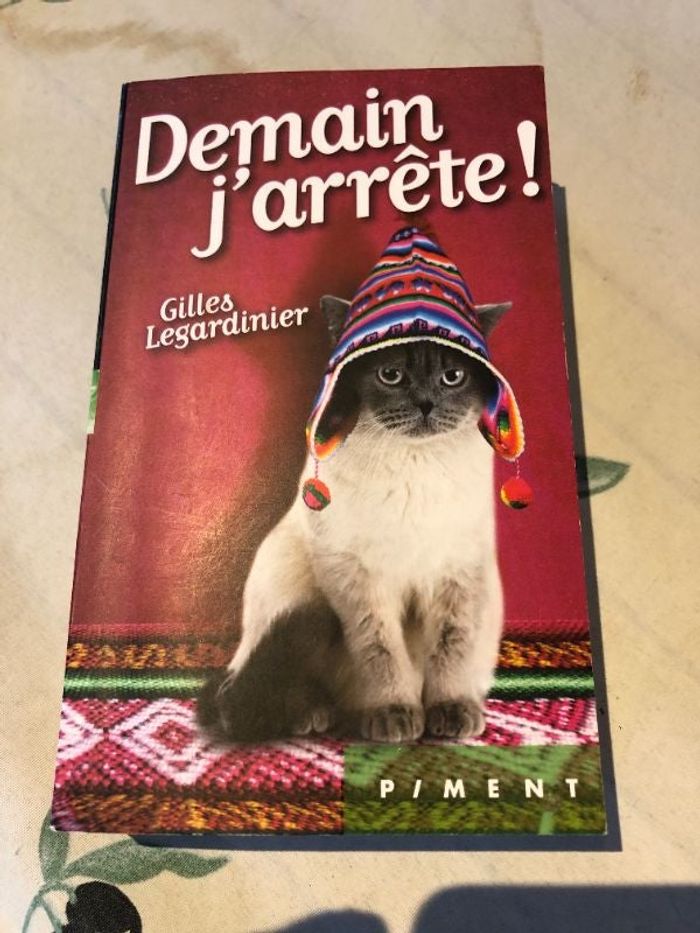 Demain
j'arrête !
Gilles
Legardinier
PIMENT